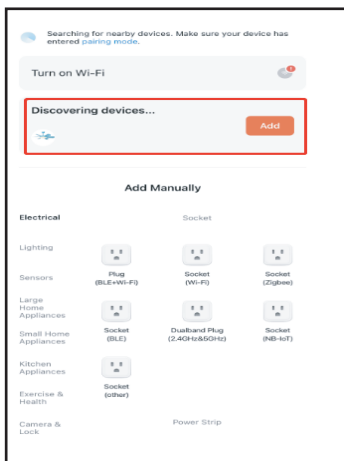 Searching for nearby devices. Make sure your device has
entered pairing mode.
Turn on Wi-Fi
Discovering devices...
Add
Add Manually
Electrical
Socket
Lighting
Sensors
Large
Home
Appliances
Small Home
Appliances
Kitchen
Appliances
Exercise &
Health
Camera &
Lock
Plug
(BLE+Wi-Fi)
Socket
(Wi-Fi)
Socket
(Zigbee)
Socket
(BLE)
Dualband Plug
(2.4GHz&5GHz)
Socket
(NB-IoT)
Socket
(other)
Power Strip